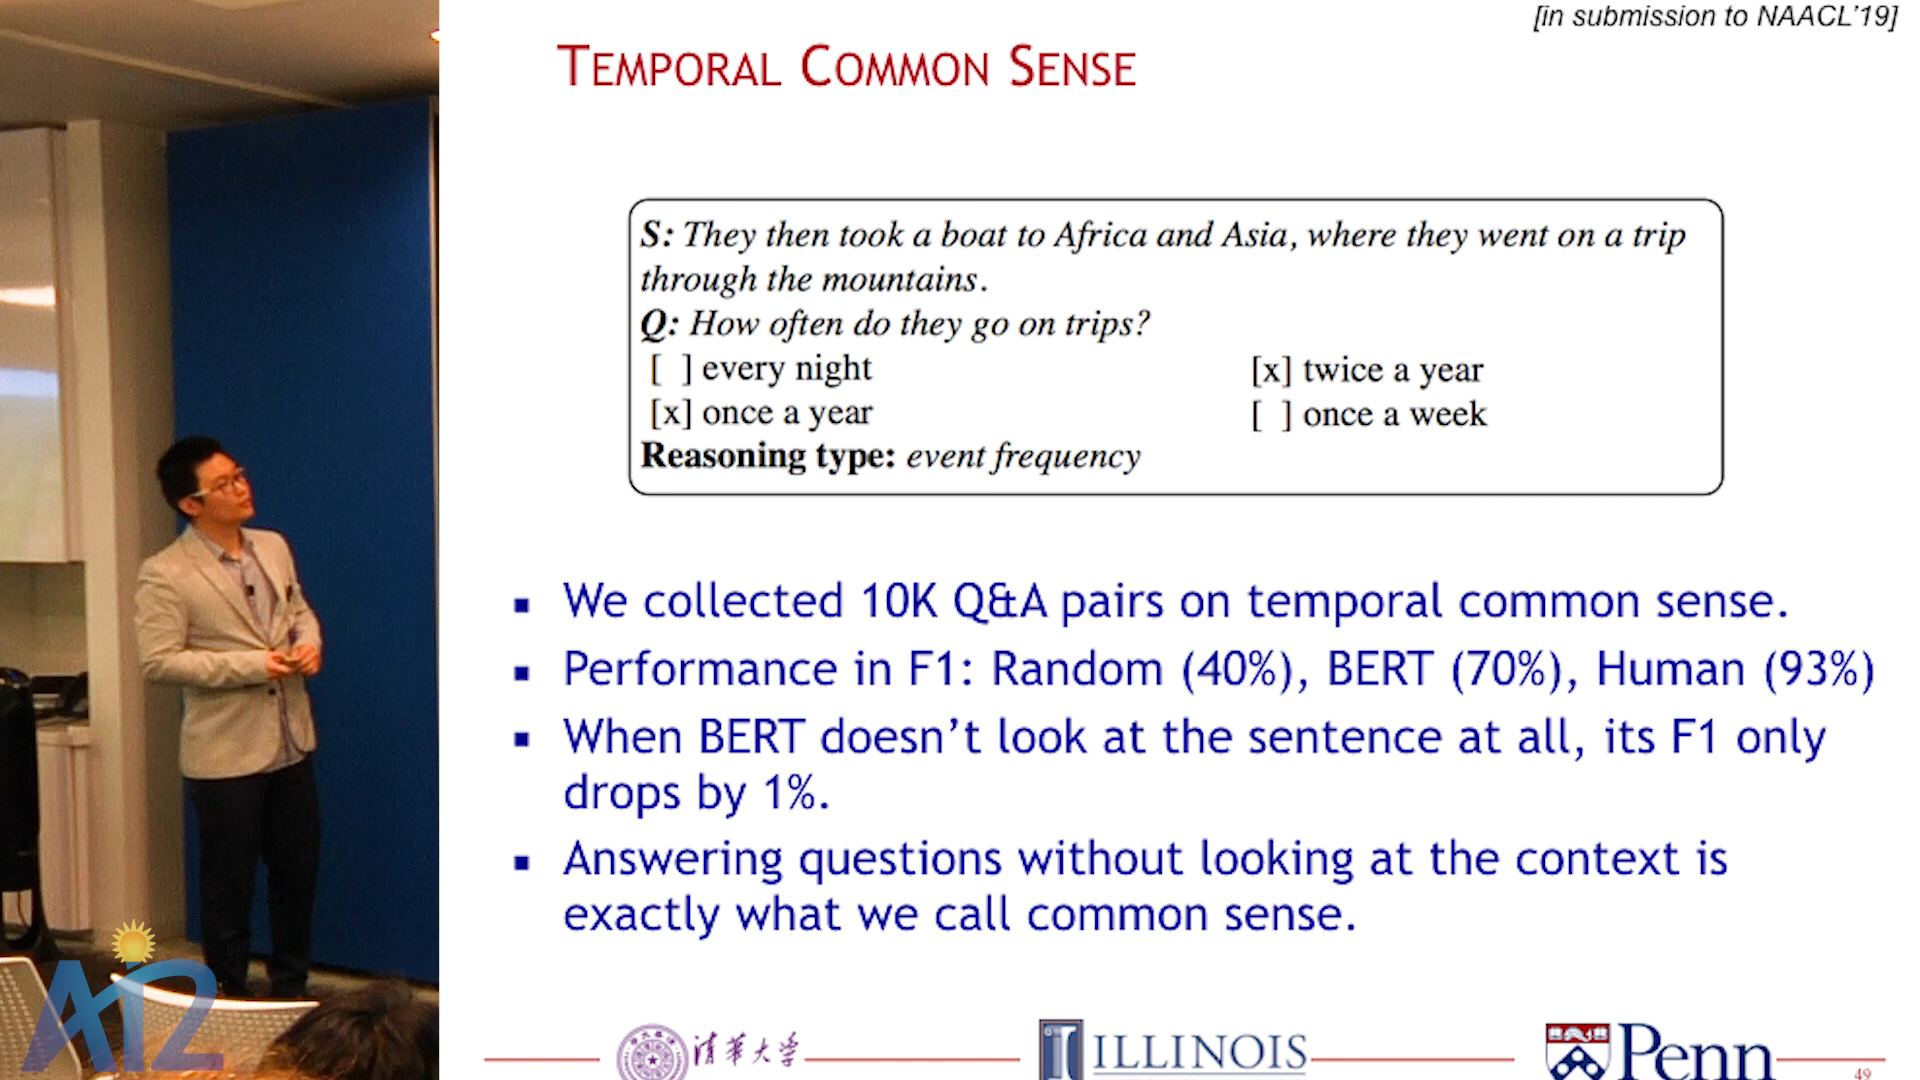 [in submission to NAACL'19]
TEMPORAL COMMON SENSE
S: They then took a boat to Africa and Asia, where they went on a trip
through the mountains.
Q: How often do they go on trips?
[ ] every night [x] twice a year
[x] once a year [ ] once a week
Reasoning type: event frequency
▪ We collected 10K Q&A pairs on temporal common sense.
▪ Performance in F1: Random (40%), BERT (70%), Human (93%)
▪ When BERT doesn't look at the sentence at all, its F1 only
drops by 1%.
▪ Answering questions without looking at the context is
exactly what we call common sense.
AI2
清華大学
ILLINOIS
Penn
49